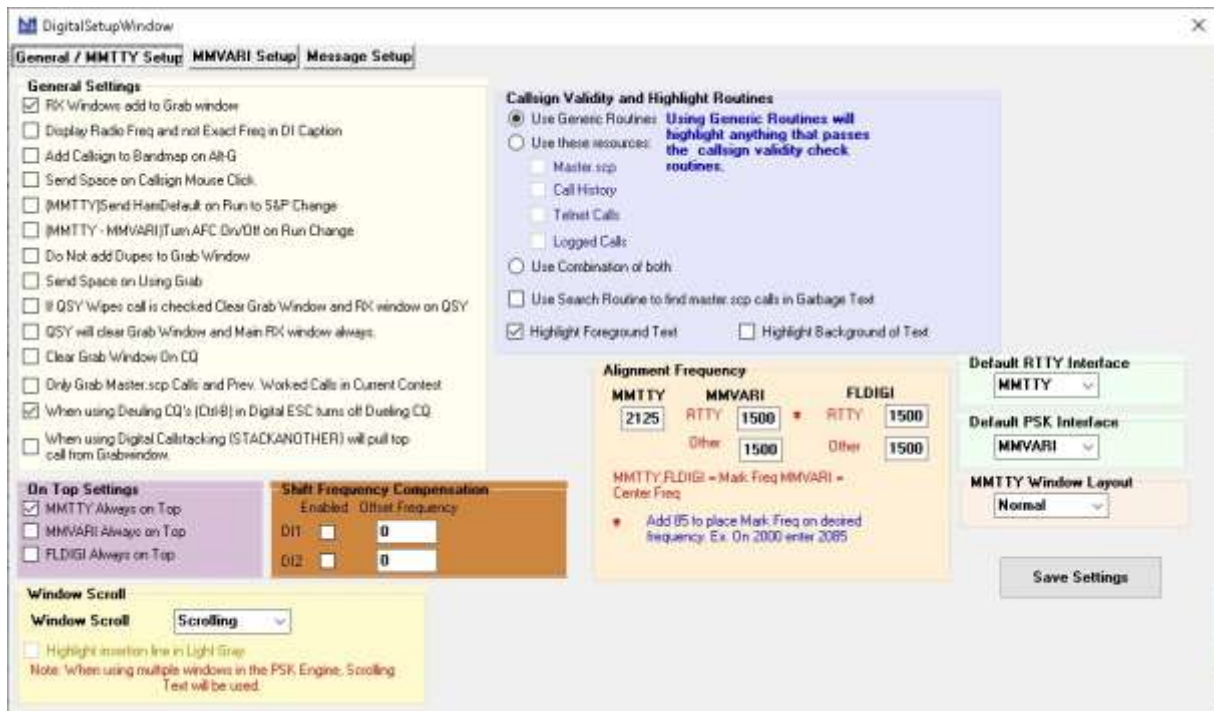 DigitalSetupWindow
General / MMTTY Setup MMVARI Setup Message Setup
General Settings
RX Windows add to Grab window
Display Radio Freq and not Exact Freq in DI Caption
Add Callsign to Bandmap on Alt-G
Send Space on Callsign Mouse Click
(MMTTY)Send HamDefault on Run to S&P Change
(MMTTY - MMVARI)Turn AFC On/Off on Run Change
Do Not add Dupes to Grab Window
Send Space on Using Grab
If QSY Wipes call is checked Clear Grab Window and RX window on QSY
QSY will clear Grab Window and Main RX window always.
Clear Grab Window On CQ
Only Grab Master.scp Calls and Prev. Worked Calls in Current Contest
When using Deuling CQ's (Ctrl-B) in Digital ESC turns off Dueling CQ
When using Digital Callstacking (STACKANOTHER) will pull top
call from Grabwindow.
Callsign Validity and Highlight Routines
Use Generic Routines
Using Generic Routines will
highlight anything that passes
the callsign validity check
routines.
Use these resources:
Master.scp
Call History
Telnet Calls
Logged Calls
Use Combination of both
Use Search Routine to find master.scp calls in Garbage Text
Highlight Foreground Text Highlight Background of Text
On Top Settings
MMTTY Always on Top
MMVARI Always on Top
FLDIGI Always on Top
Shift Frequency Compensation
Enabled Offset Frequency
DI1 0
DI2 0
Alignment Frequency
MMTTY MMVARI FLDIGI
2125 RTTY 1500 * RTTY 1500
Other 1500 Other 1500
MMTTY,FLDIGI = Mark Freq MMVARI =
Center Freq
* Add 85 to place Mark Freq on desired
frequency. Ex. On 2000 enter 2085
Default RTTY Interface
MMTTY
Default PSK Interface
MMVARI
MMTTY Window Layout
Normal
Save Settings
Window Scroll
Window Scroll Scrolling
Highlight insertion line in Light Gray
Note: When using multiple windows in the PSK Engine, Scrolling
Text will be used.